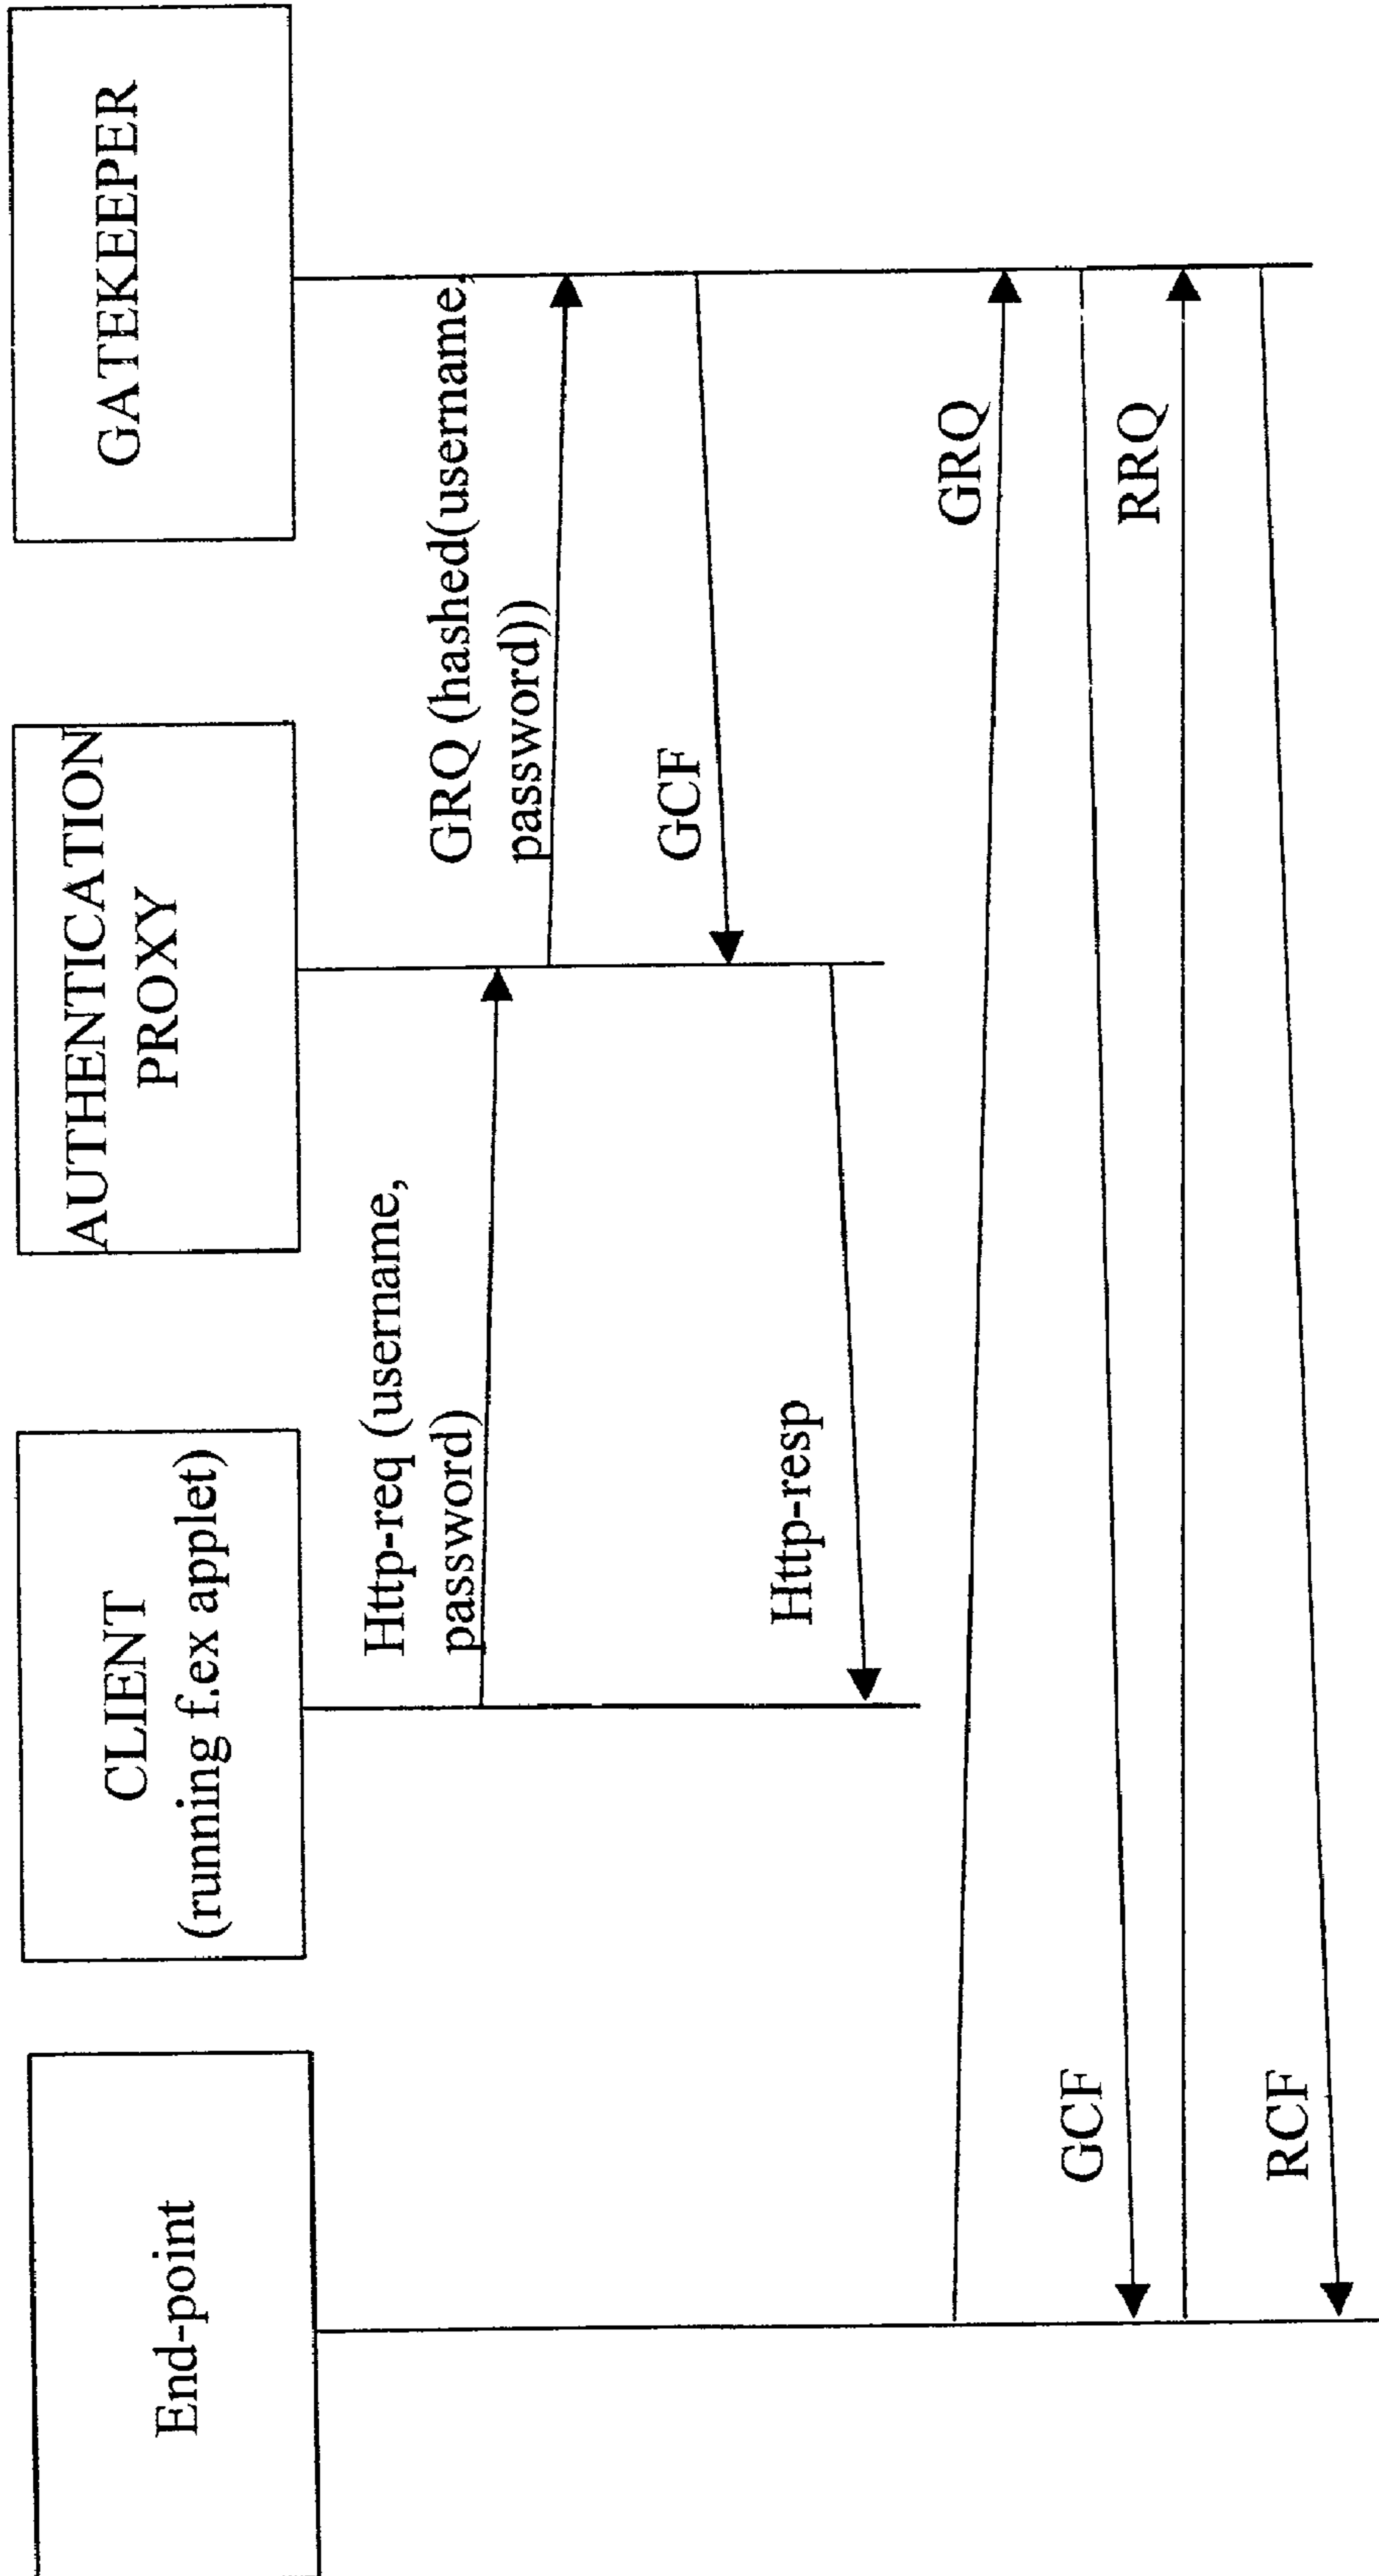 End-point
CLIENT
(running f.ex applet)
AUTHENTICATION
PROXY
GATEKEEPER
Http-req (username,
password)
GRQ (hashed(username,
password))
GCF
Http-resp
GRQ
GCF
RRQ
RCF